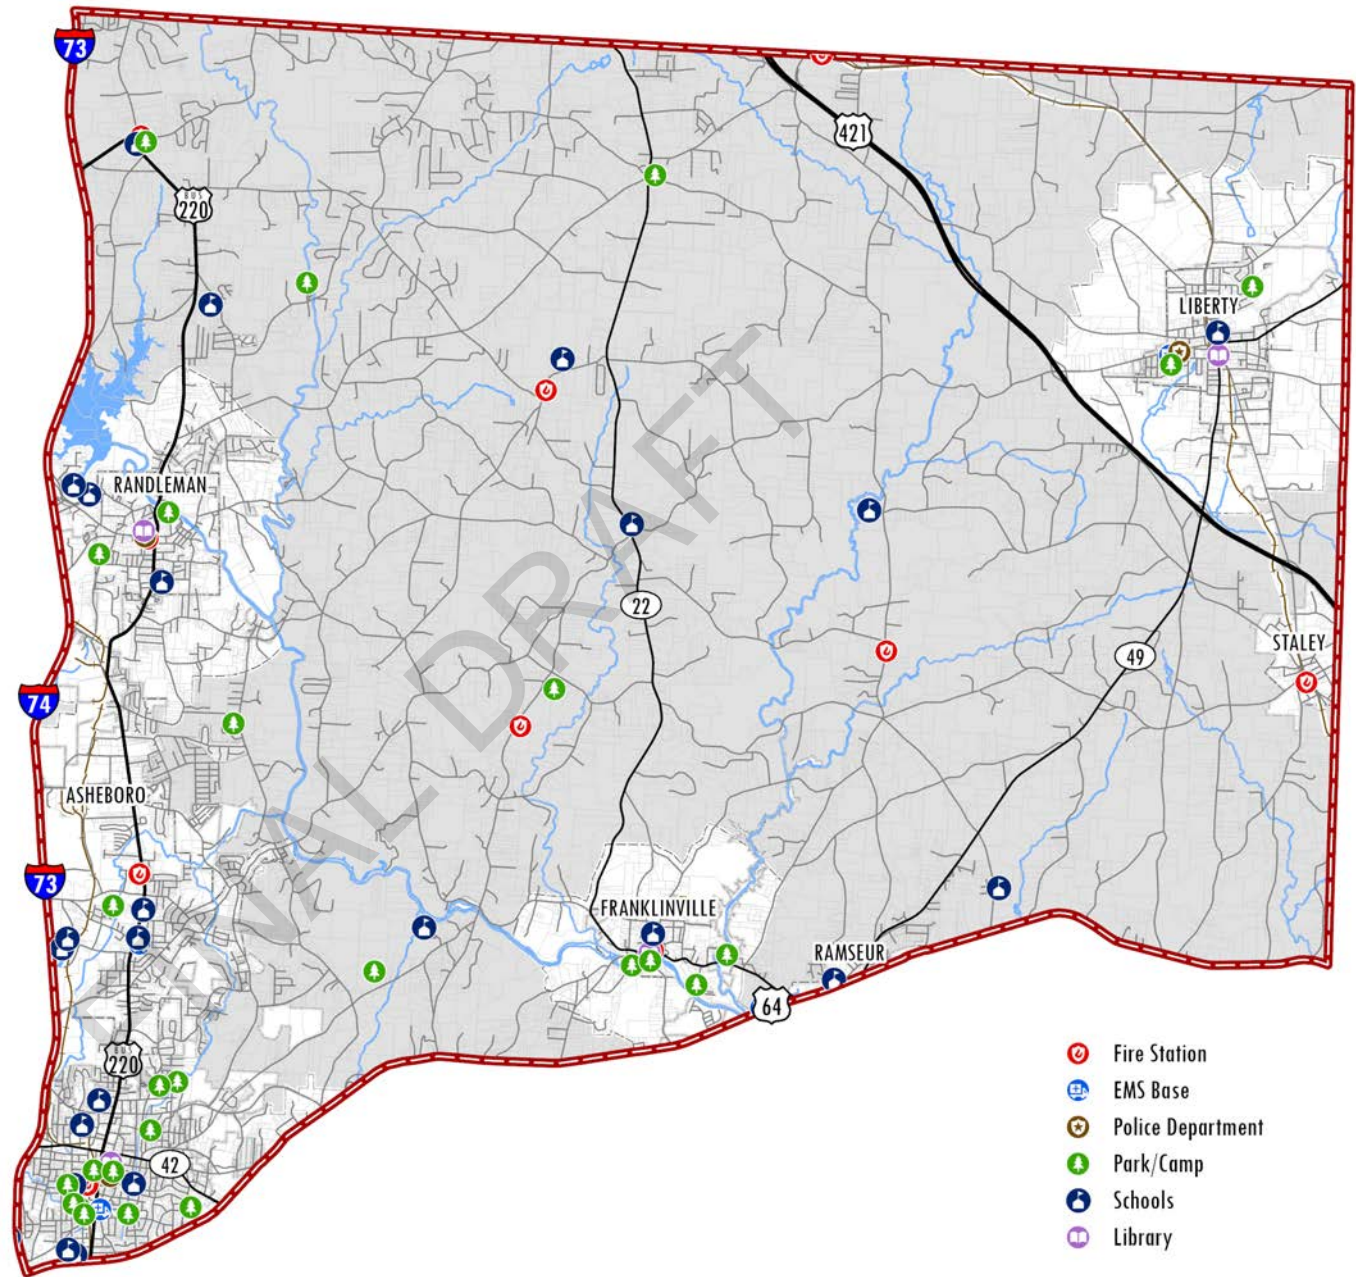 73
421
BUS
220
LIBERTY
RANDLEMAN
22
STALEY
49
74
ASHEBORO
73
FRANKLINVILLE
RAMSEUR
64
BUS
220
42
NAL DRAFT
Fire Station
EMS Base
Police Department
Park/Camp
Schools
Library